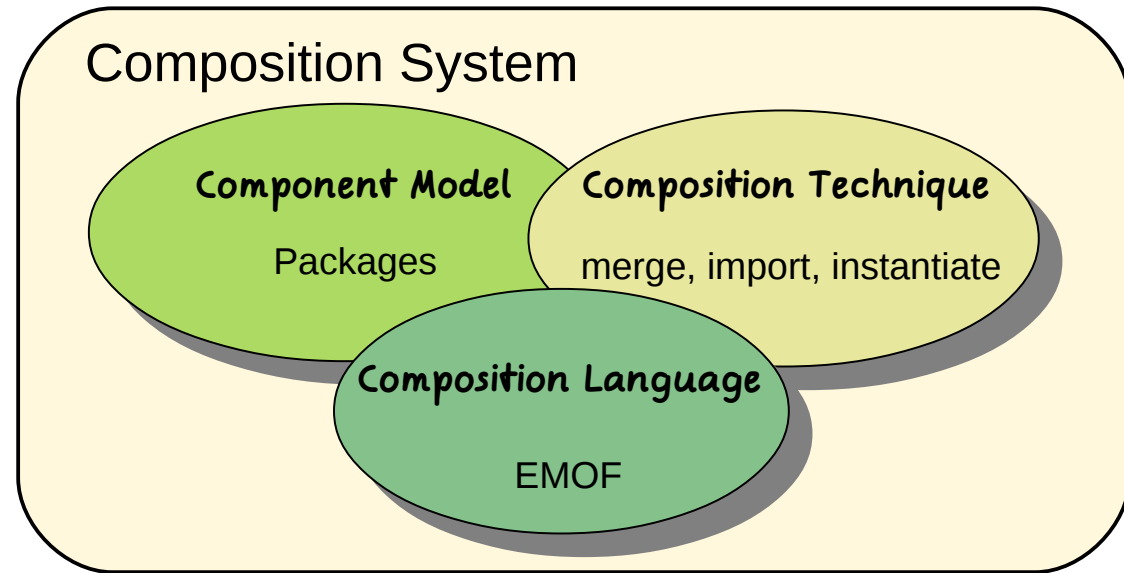 Composition System
Component Model
Packages
Composition Technique
merge, import, instantiate
Composition Language
EMOF